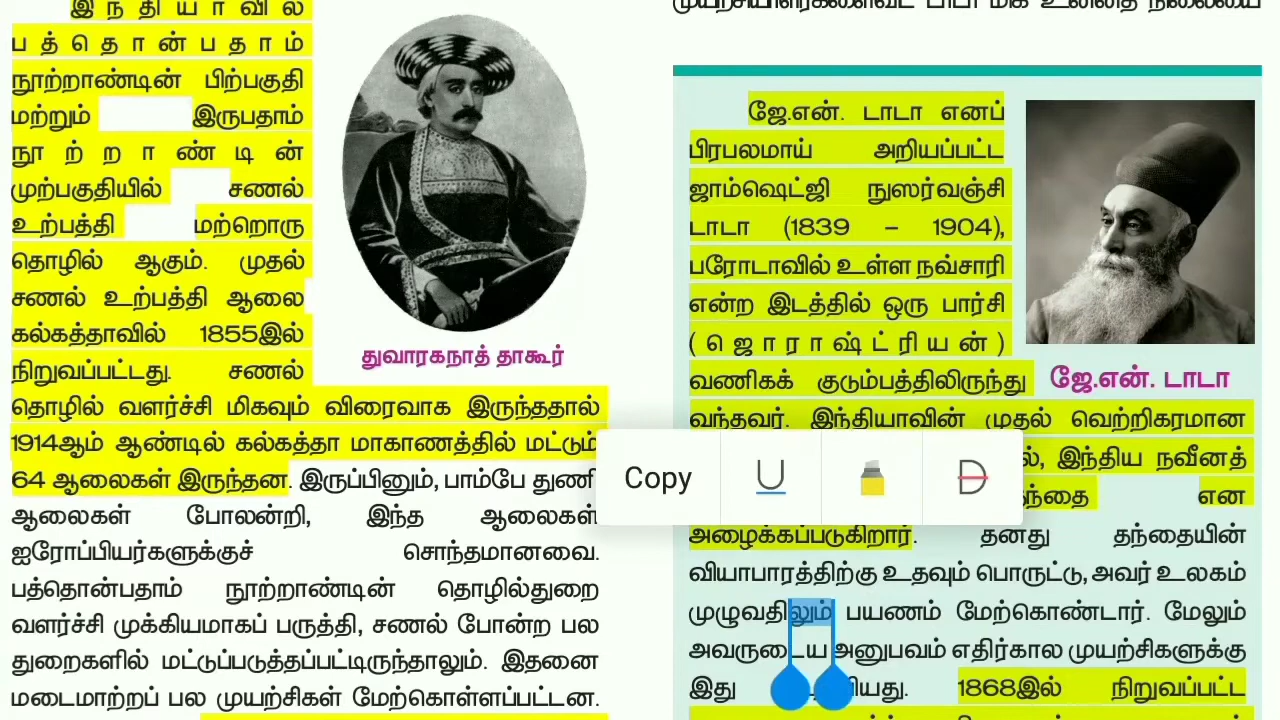 இந்தியாவில்
பத்தொன்பதாம்
நூற்றாண்டின் பிற்பகுதி
மற்றும் இருபதாம்
நூற்றாண்டின்
முற்பகுதியில் சணல்
உற்பத்தி மற்றொரு
தொழில் ஆகும். முதல்
சணல் உற்பத்தி ஆலை
கல்கத்தாவில் 1855இல்
நிறுவப்பட்டது. சணல்
துவாரகநாத் தாகூர்
தொழில் வளர்ச்சி மிகவும் விரைவாக இருந்ததால்
1914ஆம் ஆண்டில் கல்கத்தா மாகாணத்தில் மட்டும்
64 ஆலைகள் இருந்தன. இருப்பினும், பாம்பே துணி
ஆலைகள் போலன்றி, இந்த ஆலைகள்
ஐரோப்பியர்களுக்குச் சொந்தமானவை.
பத்தொன்பதாம் நூற்றாண்டின் தொழில்துறை
வளர்ச்சி முக்கியமாகப் பருத்தி, சணல் போன்ற பல
துறைகளில் மட்டுப்படுத்தப்பட்டிருந்தாலும். இதனை
மடைமாற்றப் பல முயற்சிகள் மேற்கொள்ளப்பட்டன.
ஜே.என். டாடா எனப்
பிரபலமாய் அறியப்பட்ட
ஜாம்ஷெட்ஜி நுஸர்வஞ்சி
டாடா (1839 – 1904),
பரோடாவில் உள்ள நவ்சாரி
என்ற இடத்தில் ஒரு பார்சி
(ஜொராஷ்ட்ரியன்)
வணிகக் குடும்பத்திலிருந்து
ஜே.என். டாடா
வந்தவர். இந்தியாவின் முதல் வெற்றிகரமான
இந்திய நவீனத்
என
அழைக்கப்படுகிறார். தனது தந்தையின்
வியாபாரத்திற்கு உதவும் பொருட்டு, அவர் உலகம்
முழுவதிலும் பயணம் மேற்கொண்டார். மேலும்
அவருடைய அனுபவம் எதிர்கால முயற்சிகளுக்கு
இது
1868இல் நிறுவப்பட்ட
Copy